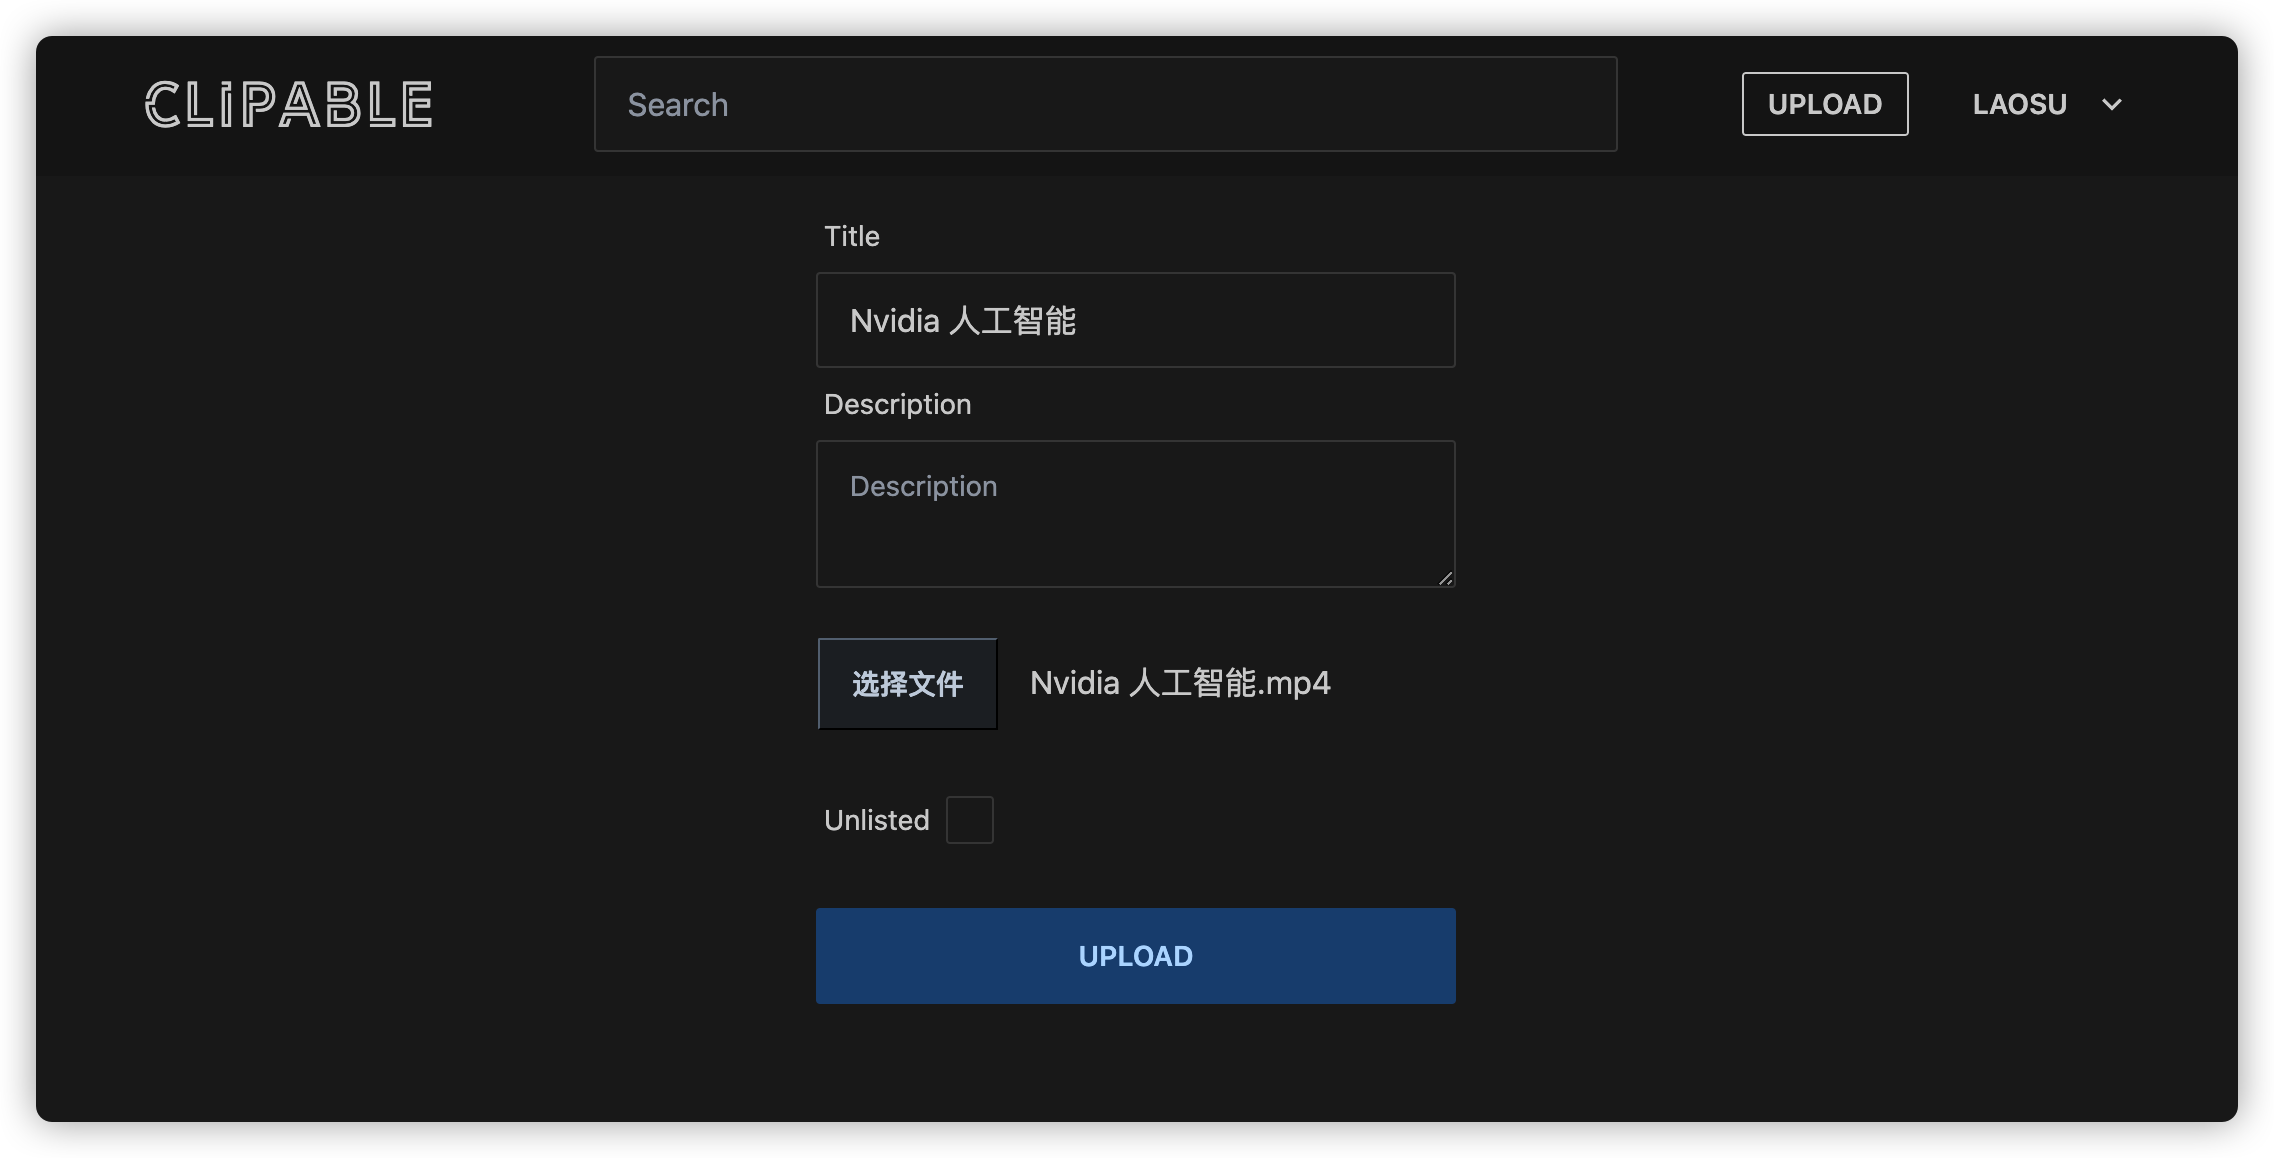 CLiPABLE
Search
UPLOAD
LAOSU
Title
Nvidia 人工智能
Description
Description
选择文件 Nvidia 人工智能.mp4
Unlisted
UPLOAD